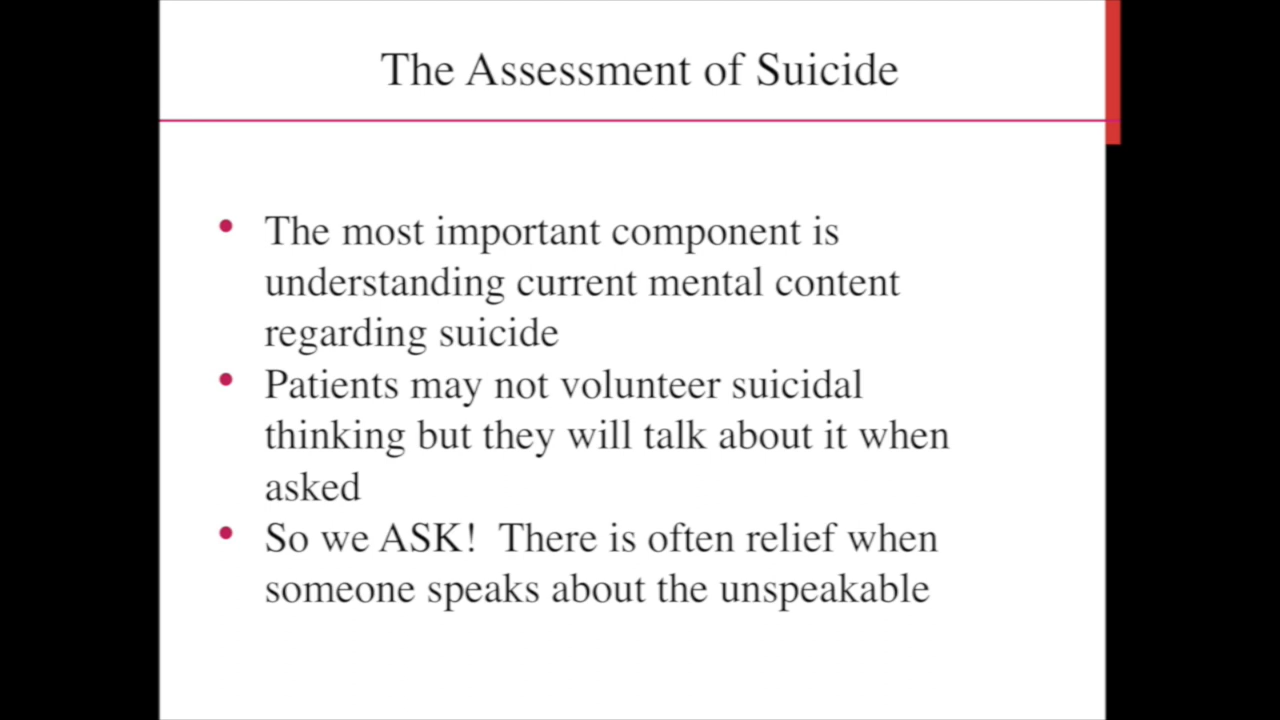 The Assessment of Suicide
• The most important component is
understanding current mental content
regarding suicide
• Patients may not volunteer suicidal
thinking but they will talk about it when
asked
• So we ASK!  There is often relief when
someone speaks about the unspeakable